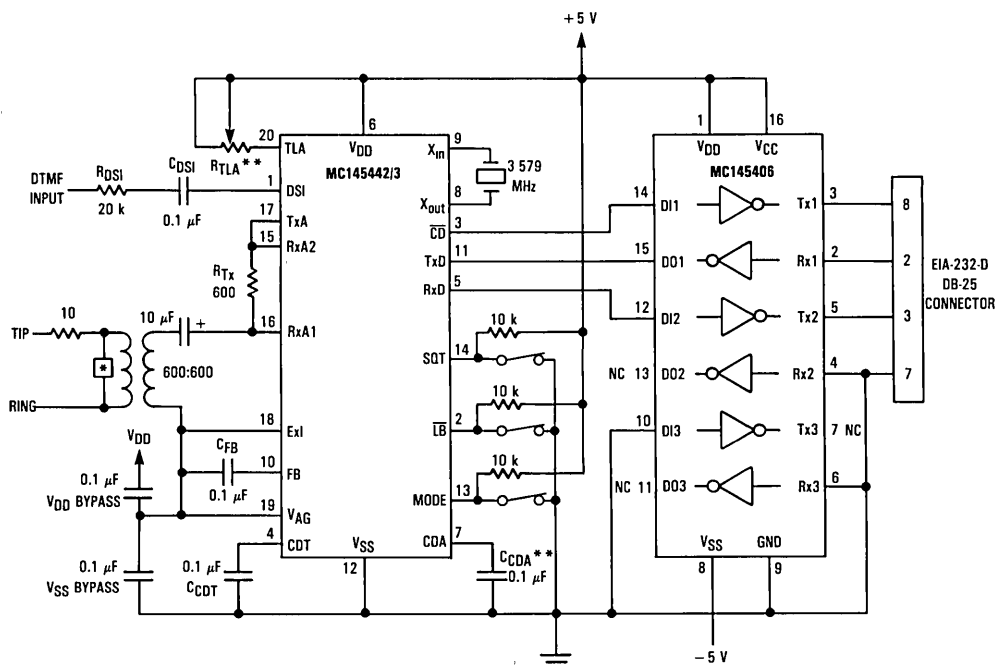 +5 V
6
VDD
MC145442/3
20
TLA
RTLA**
DTMF
INPUT
RDSI
20 k
CDSI
0.1 µF
1
DSI
17
TxA
15
RxA2
RTx
600
16
RxA1
TIP
10
10 µF
+
*
600:600
RING
18
ExI
CFB
0.1 µF
10
FB
VDD
0.1 µF
VDD BYPASS
19
VAG
4
CDT
0.1 µF
VSS BYPASS
0.1 µF
CCDT
VSS
12
9
Xin
3 579
MHz
8
Xout
3
CD
11
TxD
5
RxD
10 k
14
SQT
10 k
2
LB
10 k
13
MODE
7
CDA
CCDA**
0.1 µF
1
VDD
16
VCC
MC145406
14
DI1
Tx1
3
15
DO1
Rx1
2
12
DI2
Tx2
5
NC 13
DO2
Rx2
4
10
DI3
Tx3
7 NC
NC 11
DO3
Rx3
6
VSS
8
GND
9
−5 V
8
2
3
7
EIA-232-D
DB-25
CONNECTOR